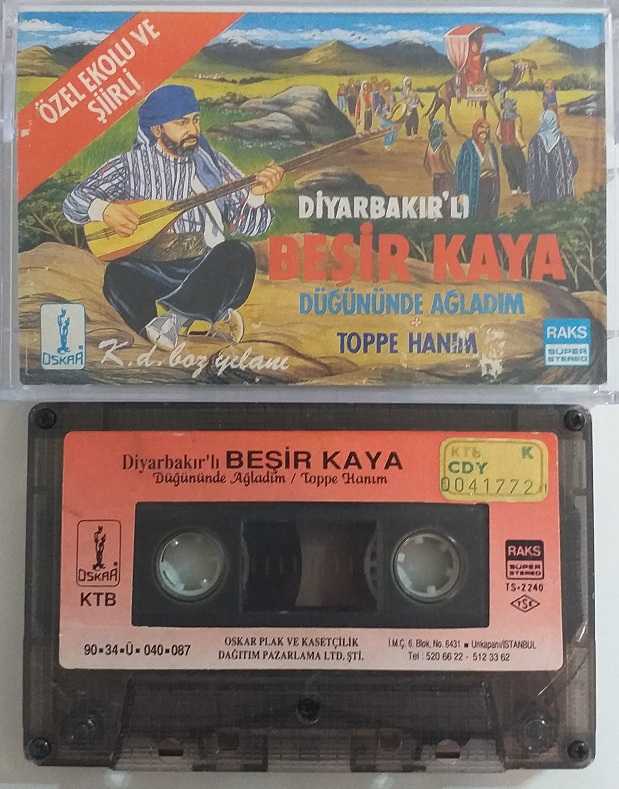 ÖZEL EKOLU VE
ŞİİRLİ
DİYARBAKIR'LI
BEŞİR KAYA
DÜĞÜNÜNDE AĞLADIM
+
TOPPE HANIM
OSKAR
K.d. boz yılanı
RAKS
SÜPER
STEREO
Diyarbakır'lı BEŞİR KAYA
Düğününde Ağladım / Toppe Hanım
KTB K
CDY
0041772
OSKAR
KTB
RAKS
SÜPER
STEREO
TS-2240
TSE
90▪34▪Ü▪040▪087
OSKAR PLAK VE KASETÇİLİK
DAĞITIM PAZARLAMA LTD. ŞTİ.
İ.M.Ç. 6. Blok, No. 6431 ▪ Unkapanı/İSTANBUL
Tel : 520 66 22 - 512 33 62